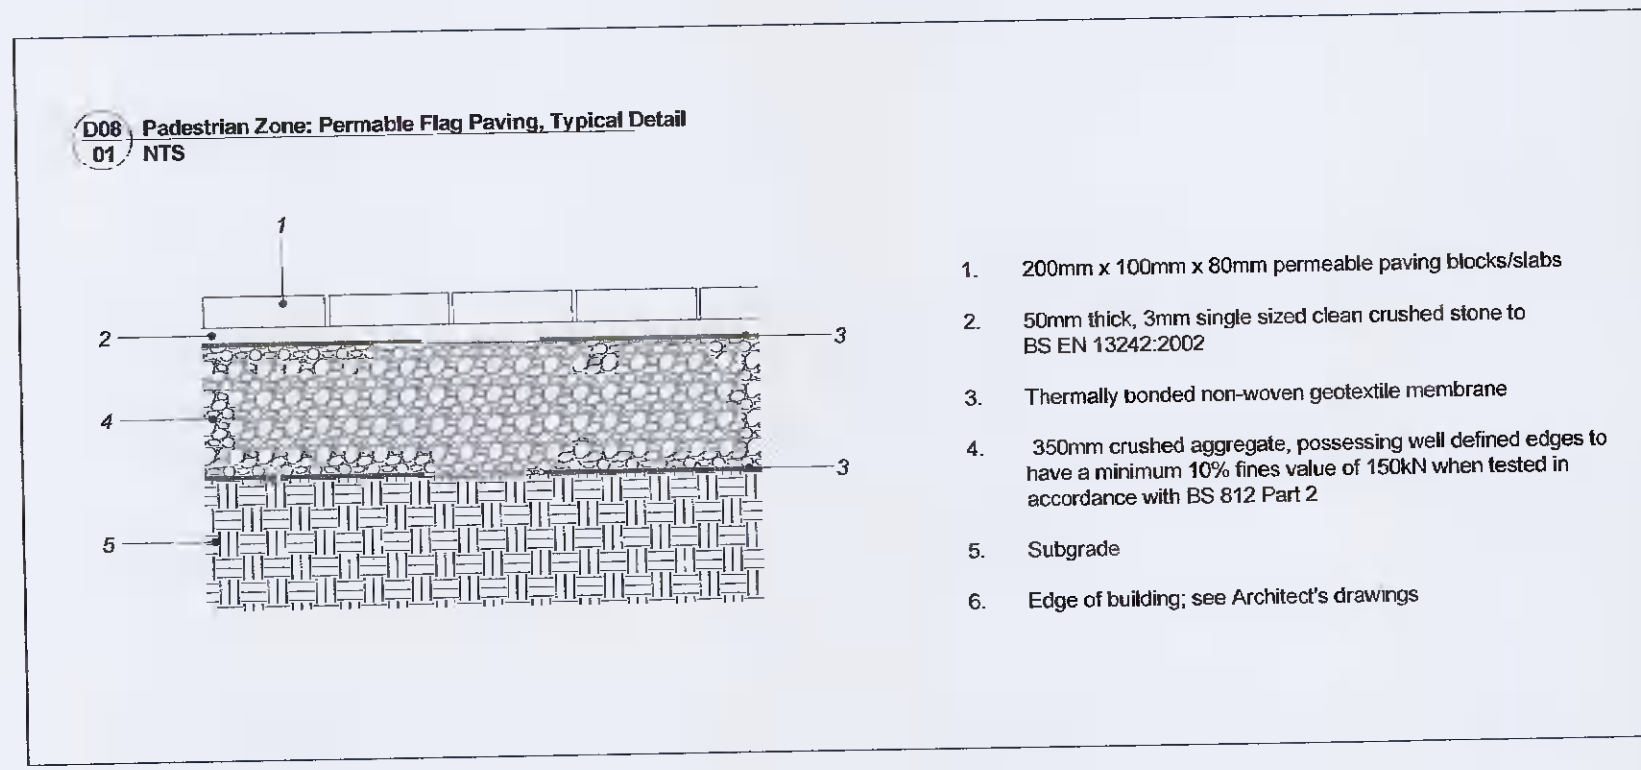 D08
01
Padestrian Zone: Permable Flag Paving, Typical Detail
NTS
1
2
3
4
3
5
1. 200mm x 100mm x 80mm permeable paving blocks/slabs
2. 50mm thick, 3mm single sized clean crushed stone to
BS EN 13242:2002
3. Thermally bonded non-woven geotextile membrane
4. 350mm crushed aggregate, possessing well defined edges to
have a minimum 10% fines value of 150kN when tested in
accordance with BS 812 Part 2
5. Subgrade
6. Edge of building; see Architect's drawings